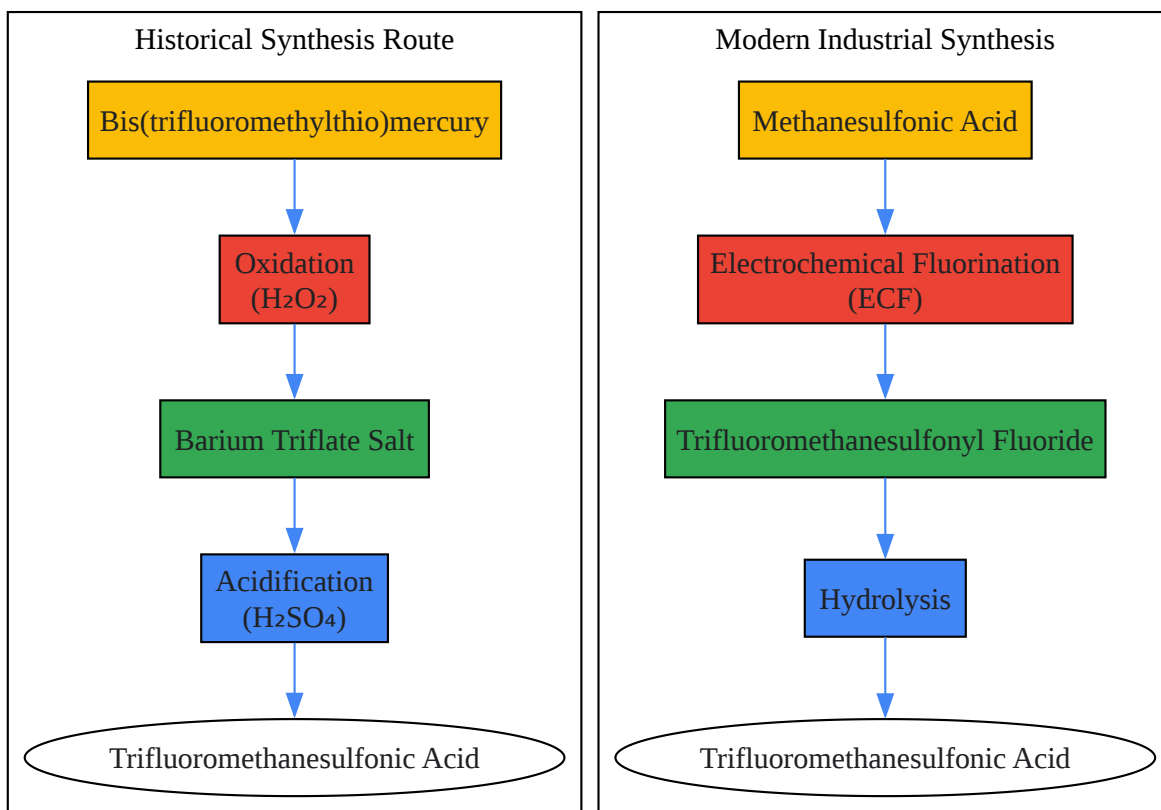 Historical Synthesis Route
Bis(trifluoromethylthio)mercury
Oxidation
(H₂O₂)
Barium Triflate Salt
Acidification
(H₂SO₄)
Trifluoromethanesulfonic Acid
Modern Industrial Synthesis
Methanesulfonic Acid
Electrochemical Fluorination
(ECF)
Trifluoromethanesulfonyl Fluoride
Hydrolysis
Trifluoromethanesulfonic Acid